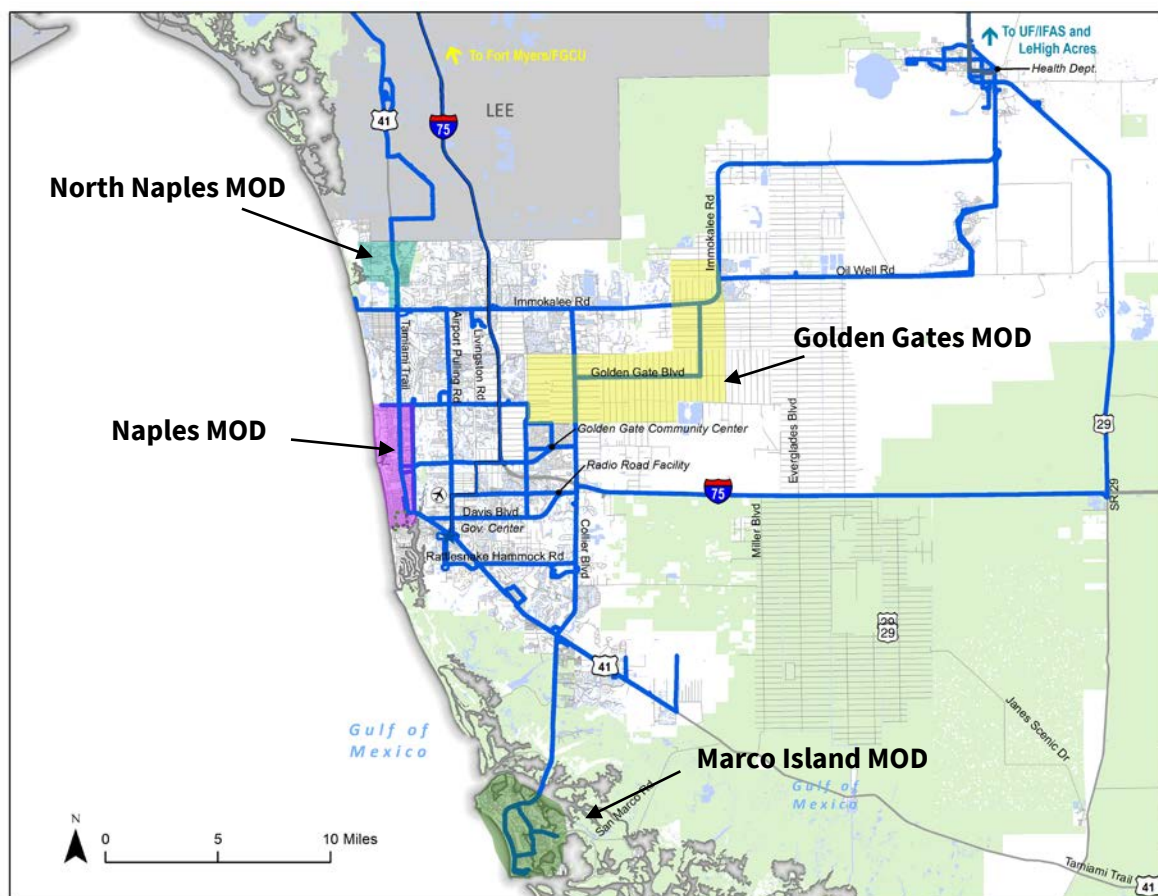 To UF/IFAS and
LeHigh Acres
Health Dept.
To Fort Myers/FGCU
41
75
LEE
North Naples MOD
Immokalee Rd
Oil Well Rd
Immokalee Rd
Tamiami Trail
Airport Pulling Rd
Livingston Rd
Golden Gates MOD
Golden Gate Blvd
Naples MOD
Golden Gate Community Center
Everglades Blvd
29
Radio Road Facility
75
SR 29
Davis Blvd
Gov. Center
Collier Blvd
Miller Blvd
Rattlesnake Hammock Rd
29
29
41
Janes Scenic Dr
Gulf of
Mexico
Marco Island MOD
Gulf of
Mexico
San Marco Rd
N
0 5 10 Miles
Tamiami Trail
41